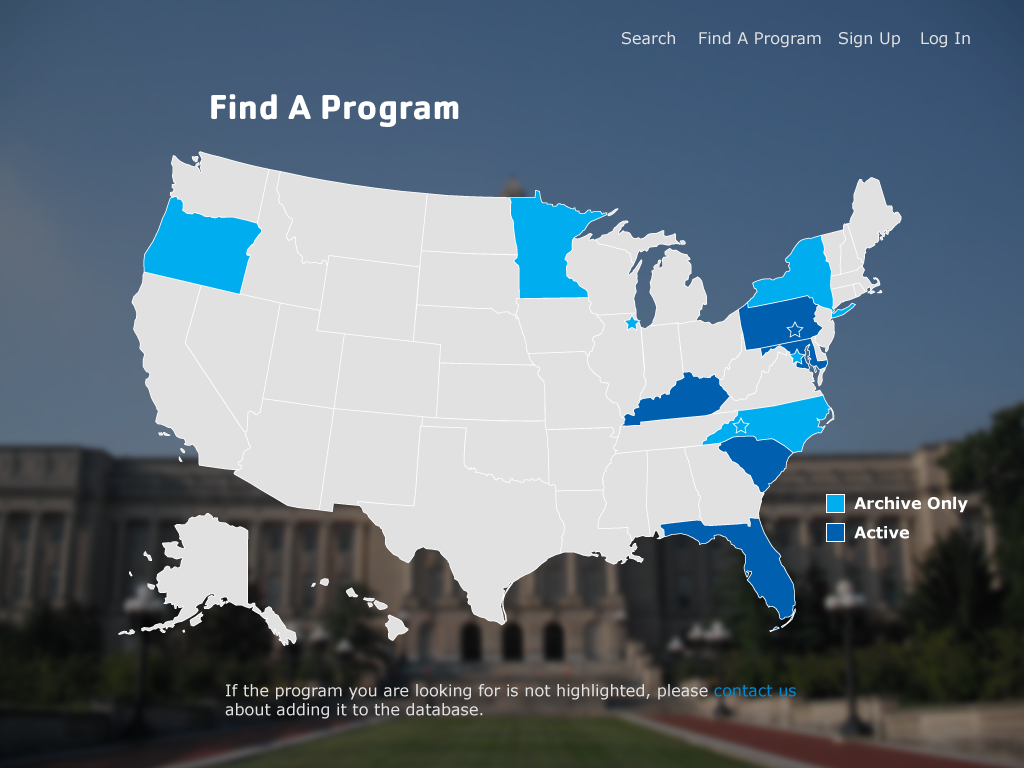 Search Find A Program Sign Up Log In
Find A Program
Archive Only
Active
If the program you are looking for is not highlighted, please contact us
about adding it to the database.